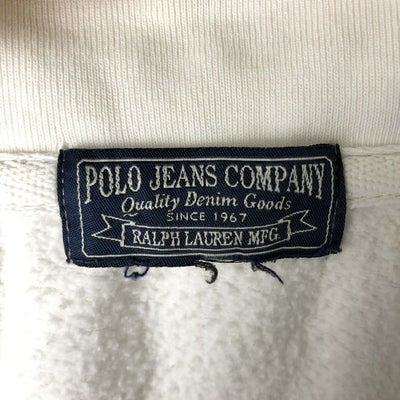 POLO JEANS COMPANY
Quality Denim Goods
SINCE 1967
RALPH LAUREN MFG.